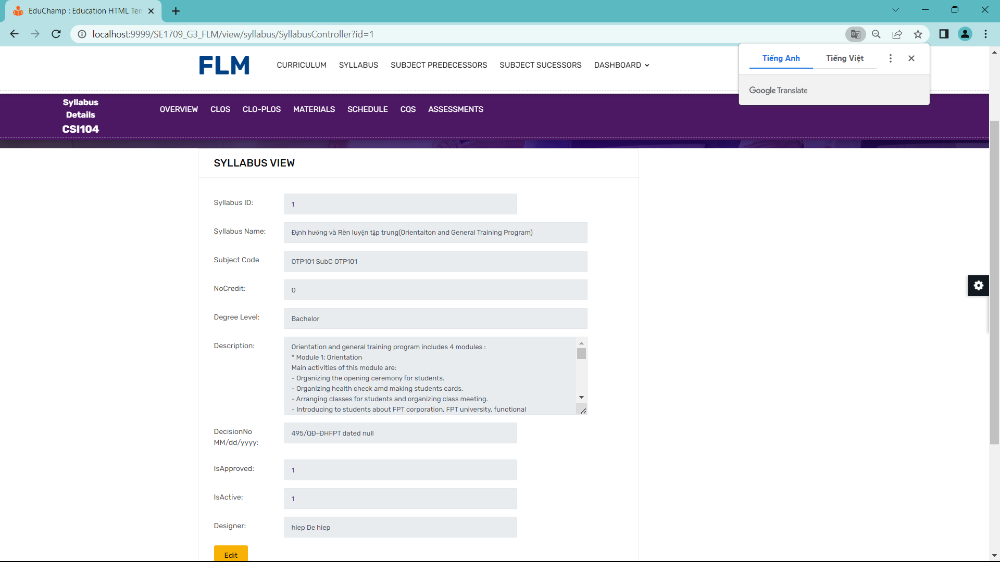 EduChamp : Education HTML Tem
localhost:9999/SE1709_G3_FLM/view/syllabus/SyllabusController?id=1
Tiếng Anh
Tiếng Việt
Google Translate
FLM
CURRICULUM
SYLLABUS
SUBJECT PREDECESSORS
SUBJECT SUCESSORS
DASHBOARD
Syllabus
Details
CSI104
OVERVIEW
CLOS
CLO-PLOS
MATERIALS
SCHEDULE
CQS
ASSESSMENTS
SYLLABUS VIEW
Syllabus ID:
1
Syllabus Name:
Định hướng và Rèn luyện tập trung(Orientaiton and General Training Program)
Subject Code
OTP101 SubC OTP101
NoCredit:
0
Degree Level:
Bachelor
Description:
Orientation and general training program includes 4 modules :
* Module 1: Orientation
Main activities of this module are:
- Organizing the opening ceremony for students.
- Organizing health check amd making students cards.
- Arranging classes for students and organizing class meeting.
- Introducing to students about FPT corporation, FPT university, functional
DecisionNo
MM/dd/yyyy:
495/QĐ-ĐHFPT dated null
IsApproved:
1
IsActive:
1
Designer:
hiep De hiep
Edit